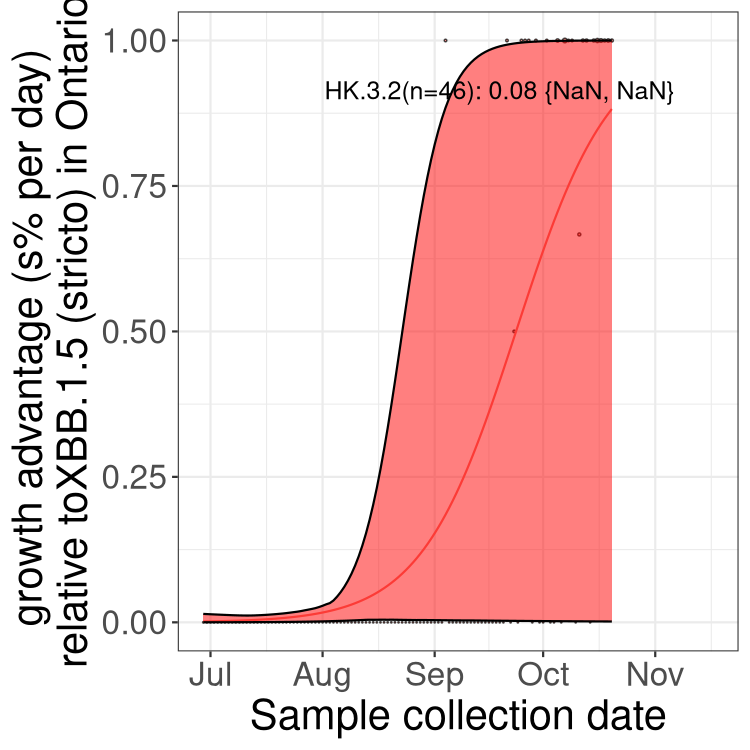 growth advantage (s% per day)
relative toXBB.1.5 (stricto) in Ontario
1.00
0.75
0.50
0.25
0.00
HK.3.2(n=46): 0.08 {NaN, NaN}
Jul Aug Sep Oct Nov
Sample collection date